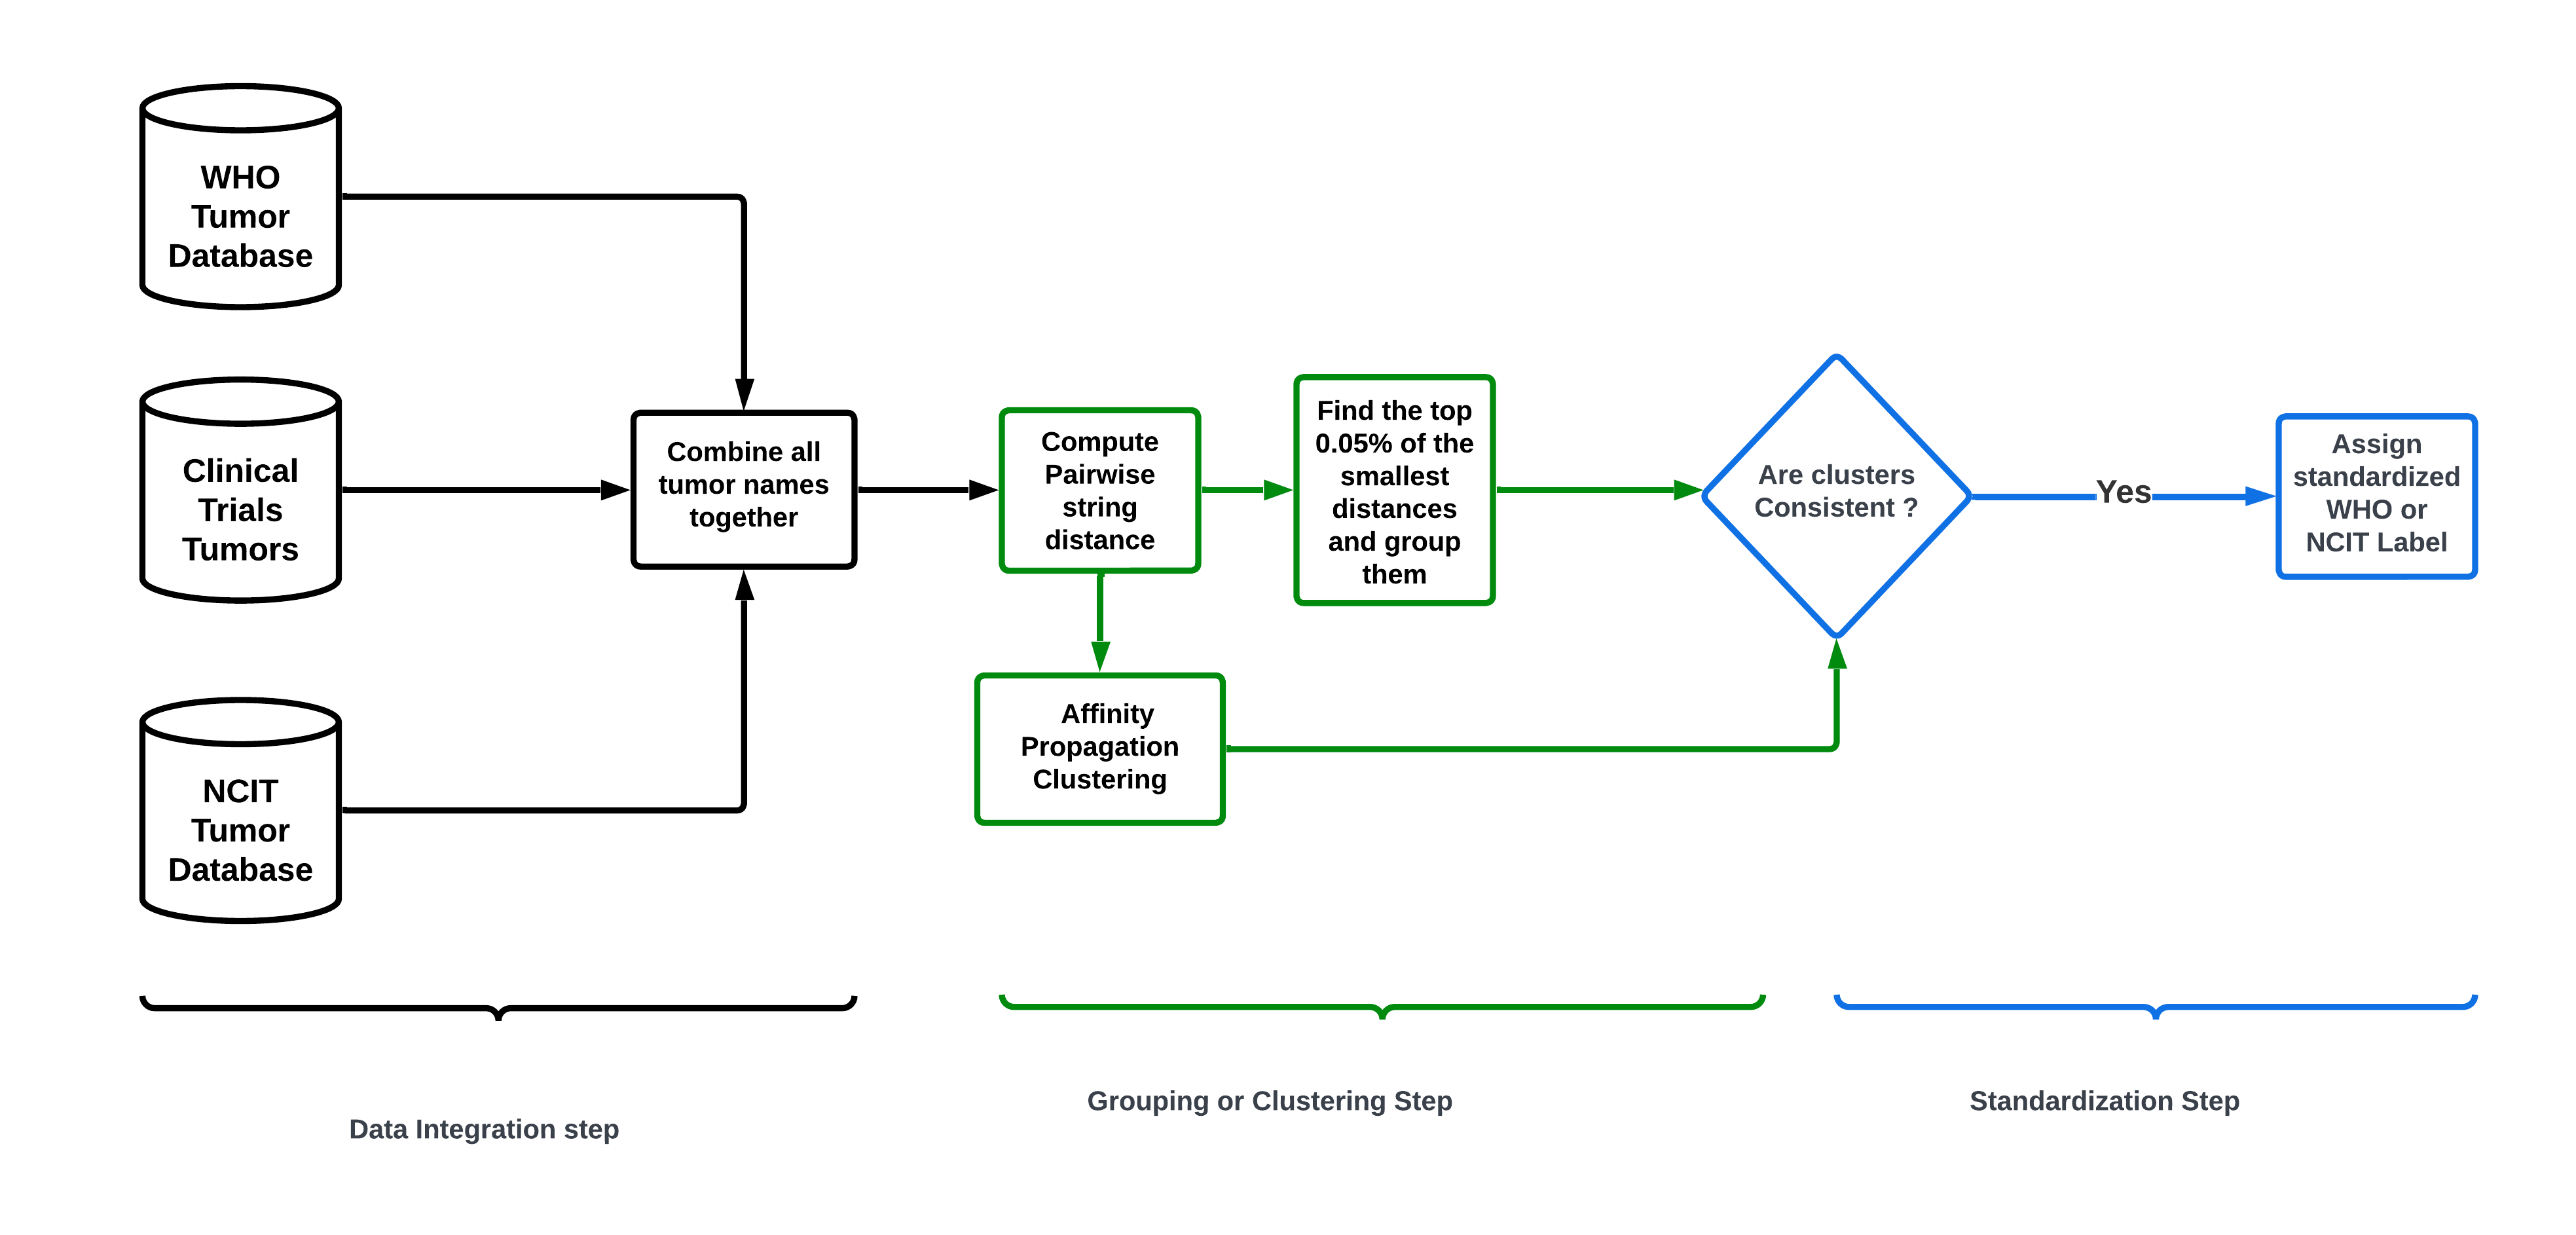 WHO
Tumor
Database
Clinical
Trials
Tumors
NCIT
Tumor
Database
Combine all
tumor names
together
Compute
Pairwise
string
distance
Find the top
0.05% of the
smallest
distances
and group
them
Affinity
Propagation
Clustering
Are clusters
Consistent ?
Yes
Assign
standardized
WHO or
NCIT Label
Data Integration step
Grouping or Clustering Step
Standardization Step